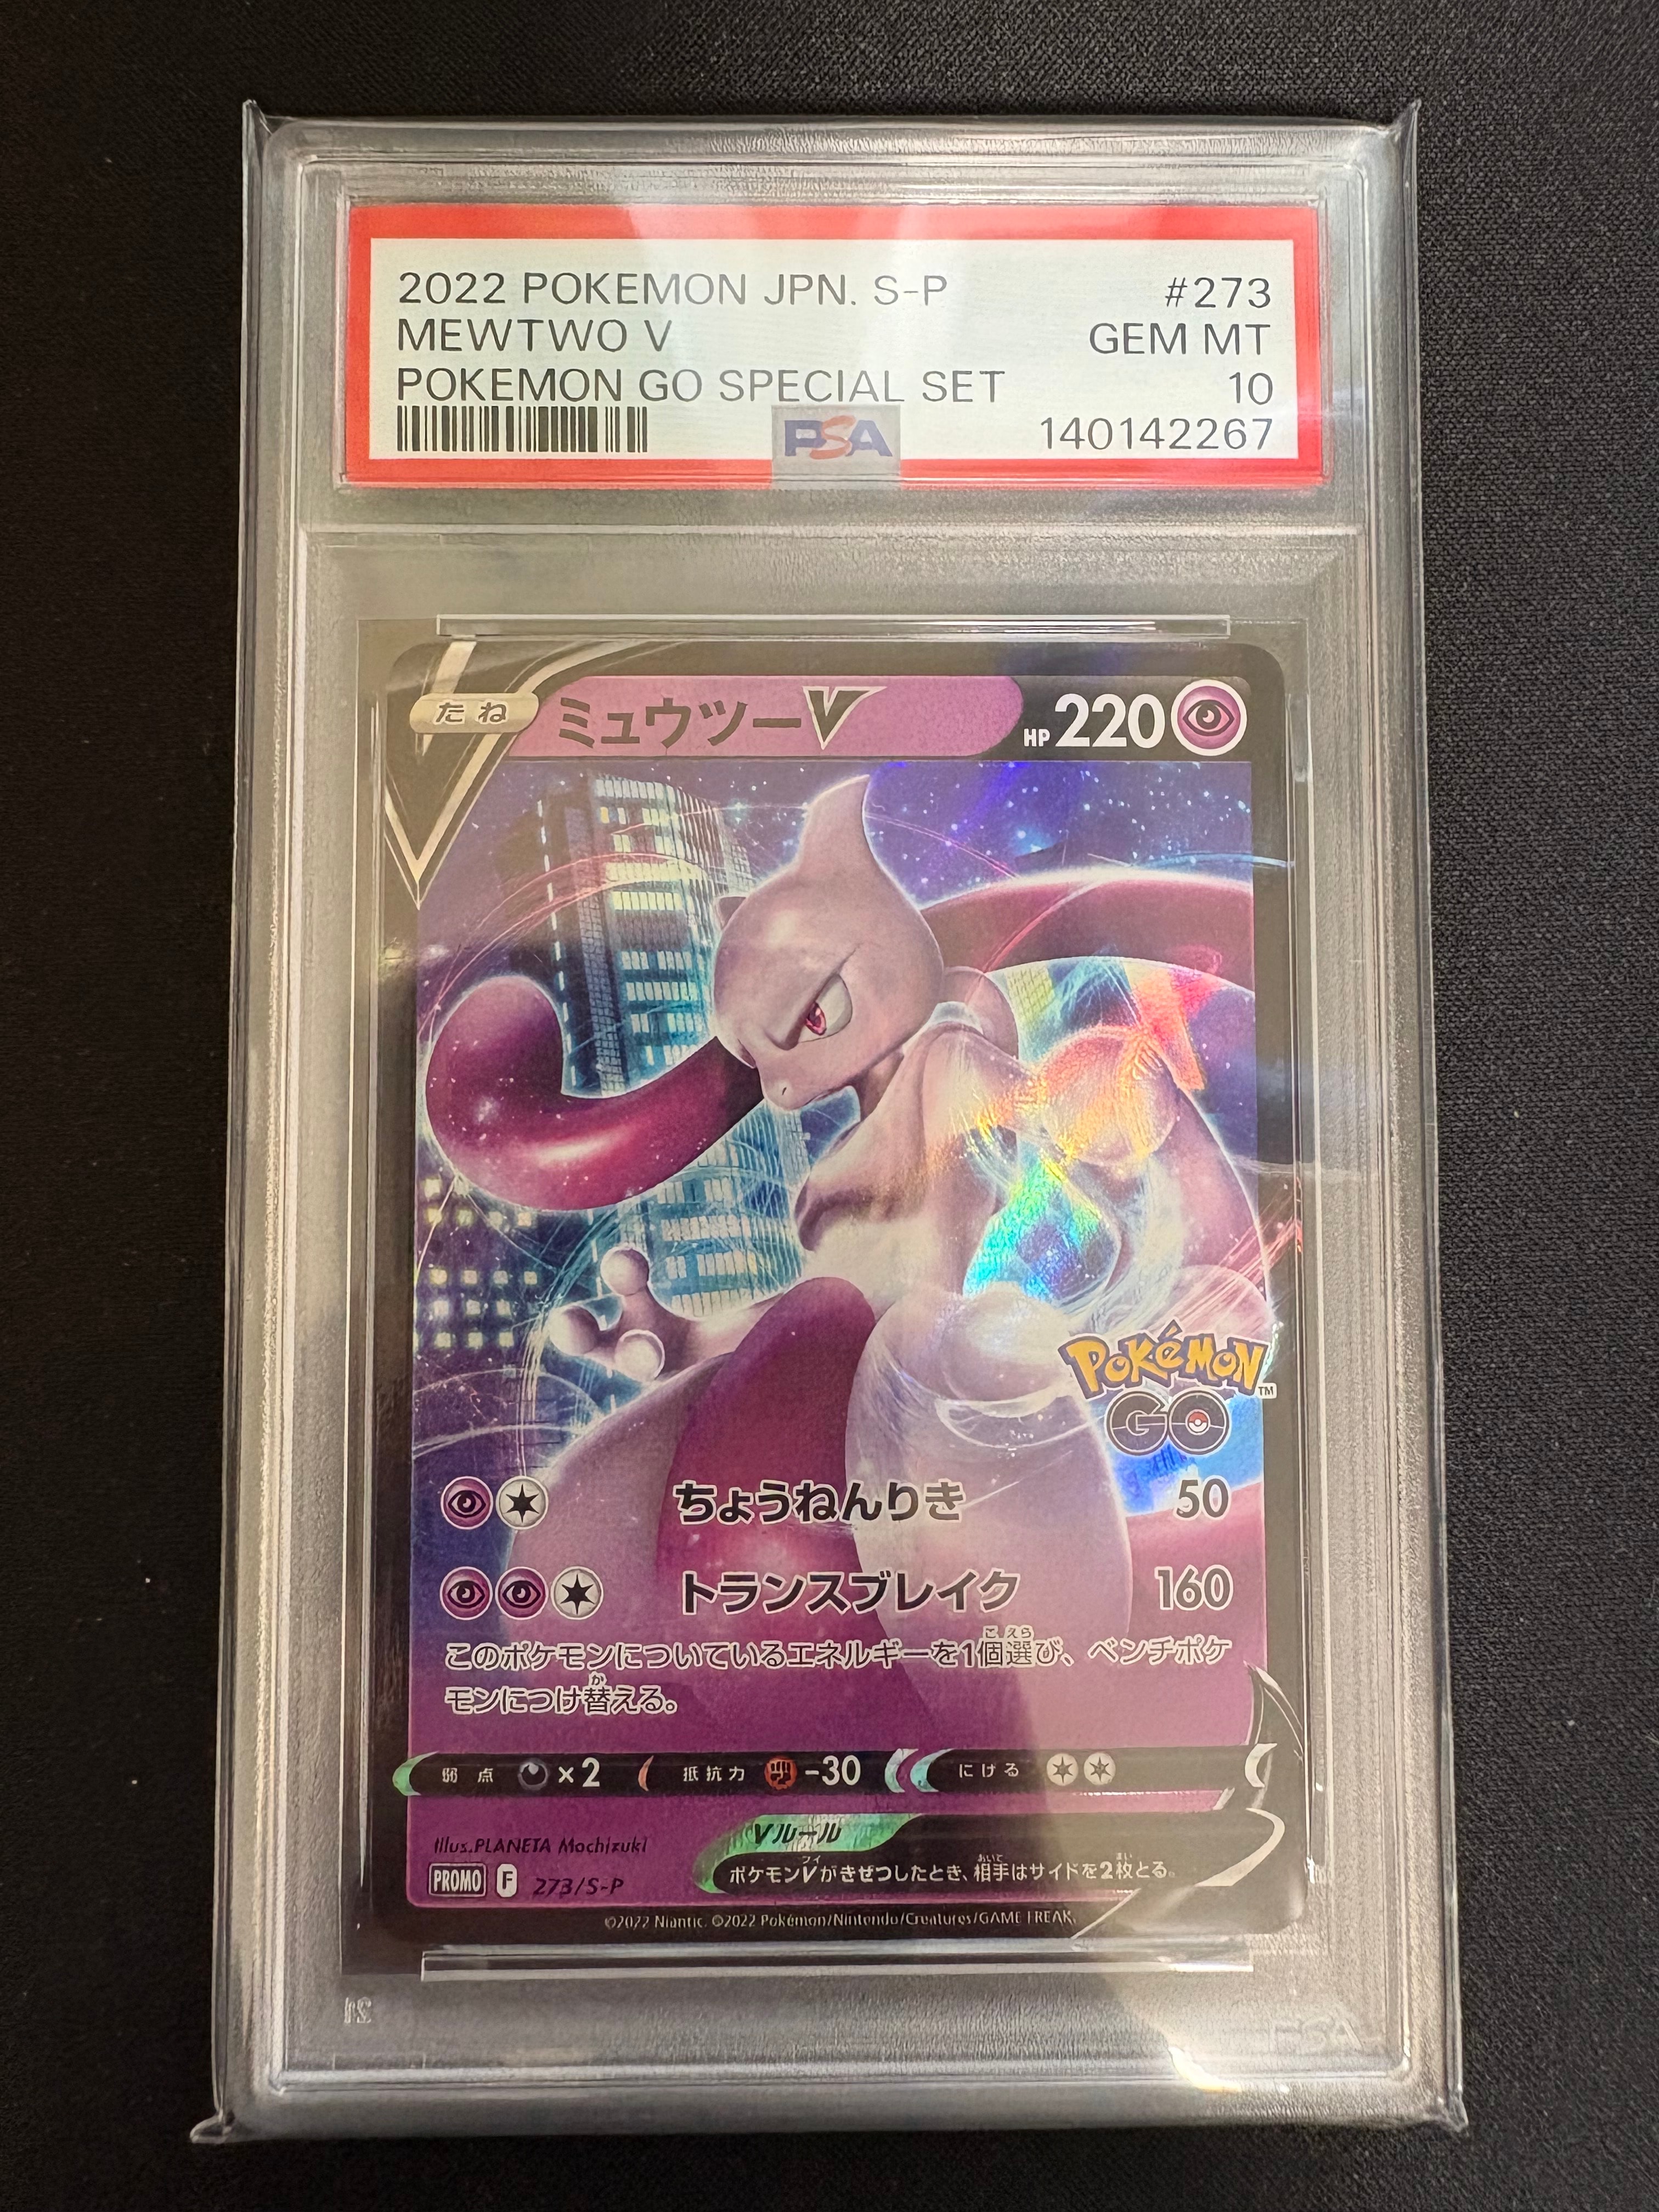 2022 POKEMON JPN. S-P #273
MEWTWO V GEM MT
POKEMON GO SPECIAL SET 10
PSA 140142267
たね ミュウツーV HP 220
POKéMON™
GO
ちょうねんりき 50
トランスブレイク 160
このポケモンについているエネルギーを1個選び、ベンチポケ
モンにつけ替える。
弱点 ×2 抵抗力 -30 にげる
Illus.PLANETA Mochizuki
Vルール
ポケモンVがきぜつしたとき、相手はサイドを2枚とる。
PROMO F 273/S-P
©2022 Niantic. ©2022 Pokémon/Nintendo/Creatures/GAME FREAK.
PSA